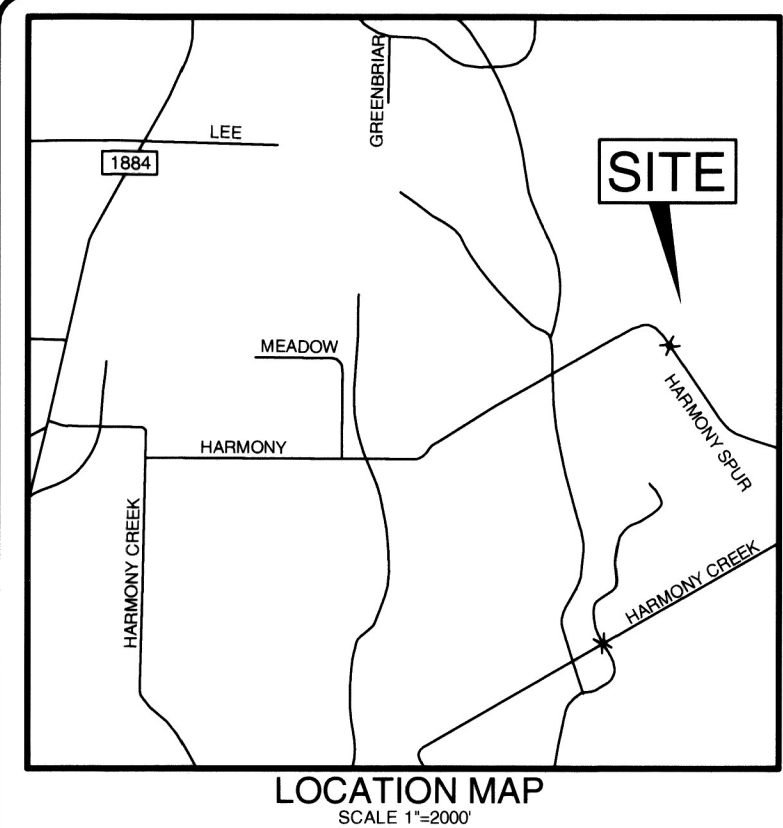 GREENBRIAR
LEE
1884
SITE
MEADOW
HARMONY
HARMONY SPUR
HARMONY CREEK
HARMONY CREEK
LOCATION MAP
SCALE 1"=2000'